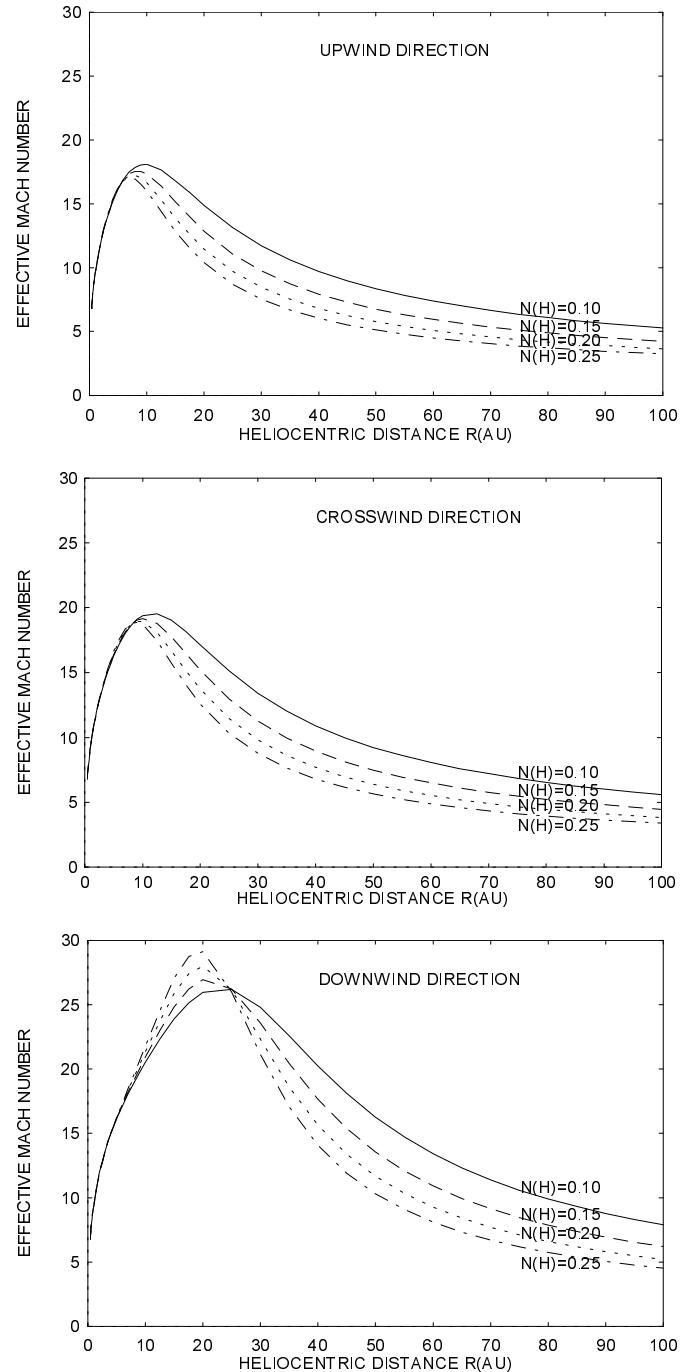 30
25
20
15
10
5
0
EFFECTIVE MACH NUMBER
UPWIND DIRECTION
N(H)=0.10
N(H)=0.15
N(H)=0.20
N(H)=0.25
0 10 20 30 40 50 60 70 80 90 100
HELIOCENTRIC DISTANCE R(AU)
30
25
20
15
10
5
0
EFFECTIVE MACH NUMBER
CROSSWIND DIRECTION
N(H)=0.10
N(H)=0.15
N(H)=0.20
N(H)=0.25
0 10 20 30 40 50 60 70 80 90 100
HELIOCENTRIC DISTANCE R(AU)
30
25
20
15
10
5
0
EFFECTIVE MACH NUMBER
DOWNWIND DIRECTION
N(H)=0.10
N(H)=0.15
N(H)=0.20
N(H)=0.25
0 10 20 30 40 50 60 70 80 90 100
HELIOCENTRIC DISTANCE R(AU)